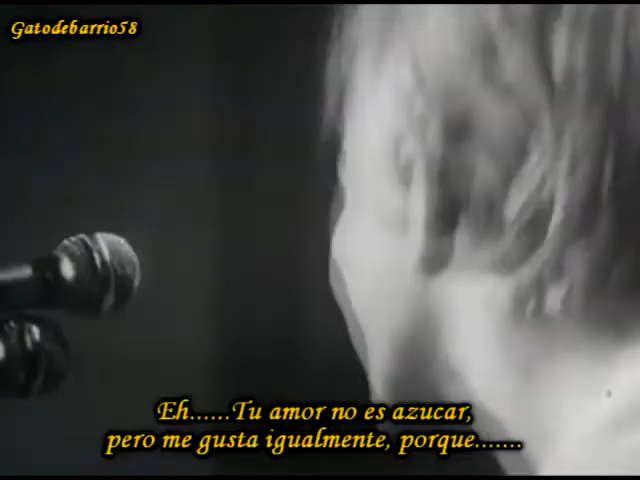 Gatodebarrio58
Eh......Tu amor no es azucar,
pero me gusta igualmente, porque.......